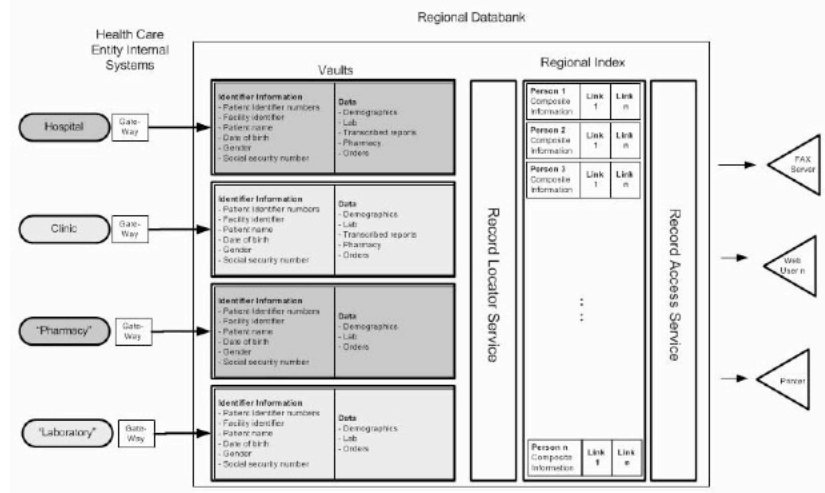 Regional Databank
Health Care
Entity Internal
Systems
Vaults
Regional Index
Hospital
Gate-
Way
Identifier Information
- Patient Identifier numbers
- Facility identifier
- Patient name
- Date of birth
- Gender
- Social security number
Data
- Demographics
- Lab
- Transcribed reports
- Pharmacy
- Orders
Clinic
Gate-
Way
Identifier Information
- Patient Identifier numbers
- Facility identifier
- Patient name
- Date of birth
- Gender
- Social security number
Data
- Demographics
- Lab
- Transcribed reports
- Pharmacy
- Orders
"Pharmacy"
Gate-
Way
Identifier Information
- Patient Identifier numbers
- Facility identifier
- Patient name
- Date of birth
- Gender
- Social security number
Data
- Demographics
- Lab
- Orders
"Laboratory"
Gate-
Way
Identifier Information
- Patient Identifier numbers
- Facility identifier
- Patient name
- Date of birth
- Gender
- Social security number
Data
- Demographics
- Lab
- Orders
Record Locator Service
Person 1
Composite
Information
Link
1
Link
n
Person 2
Composite
Information
Link
1
Link
n
Person 3
Composite
Information
Link
1
Link
n
Person n
Composite
Information
Link
1
Link
n
Record Access Service
FAX
Server
Web
User n
Printer